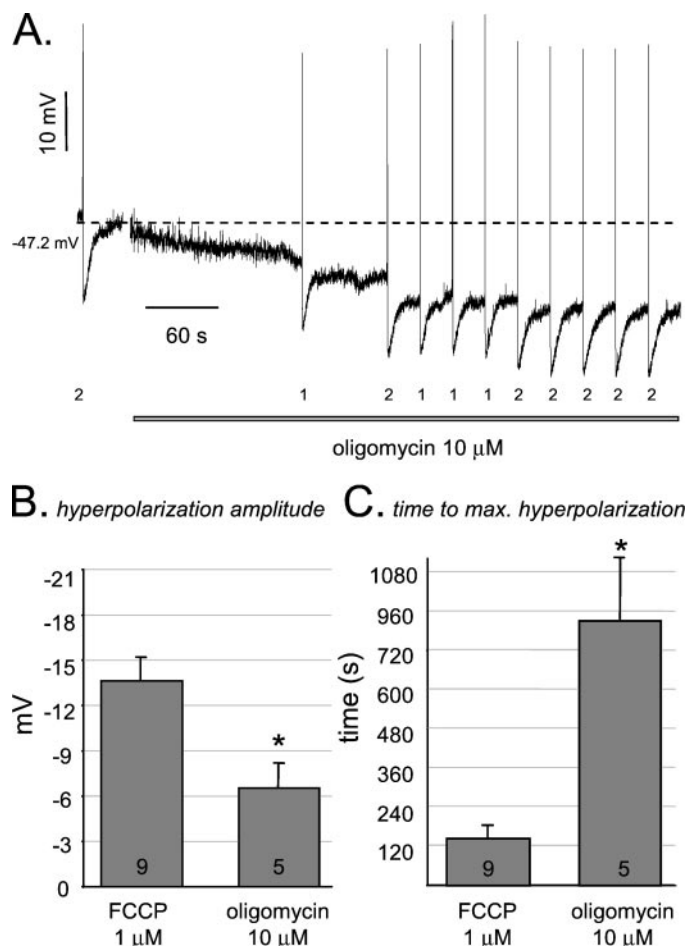 A.
10 mV
-47.2 mV
60 s
2 1 2 1 1 1 2 2 2 2 2
oligomycin 10 μM
B. hyperpolarization amplitude
C. time to max. hyperpolarization
-21
-18
-15
-12
-9
-6
-3
0
mV
*
9
5
FCCP
1 μM
oligomycin
10 μM
1080
960
720
600
480
360
240
120
time (s)
*
9
5
FCCP
1 μM
oligomycin
10 μM